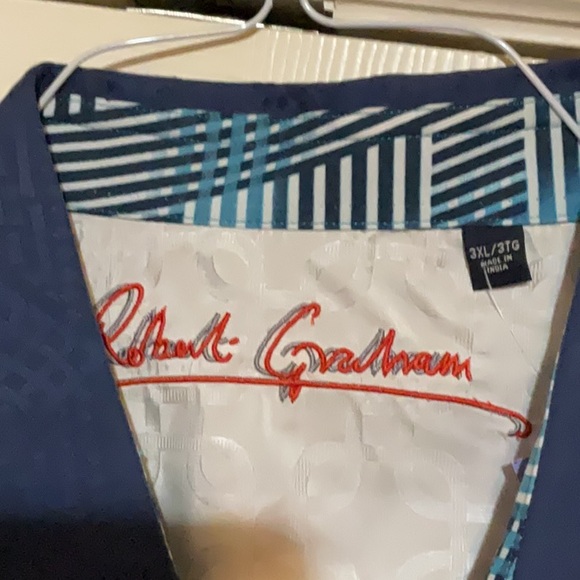 3XL/3TG
MADE IN
INDIA
Robert Graham